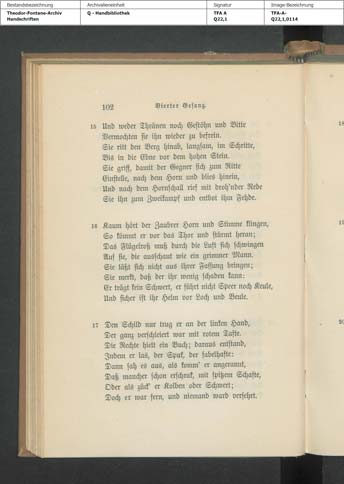 Bestandsbezeichnung
Archivalieneinheit
Signatur
Image-Bezeichnung
Theodor-Fontane-Archiv
Handschriften
Q - Handbibliothek
TFA A
Q22,1
TFA-A-
Q22,1,0114
102 Vierter Gesang.
15 Und weder Thränen noch Gestöhn und Bitte
Vermochten sie ihn wieder zu befrein.
Sie ritt den Berg hinab, langsam, im Schritte,
Bis in die Ebne vor dem hohen Stein.
Sie griff, damit der Gegner sich zum Ritte
Einstelle, nach dem Horn und blies hinein,
Und nach dem Hornschall rief mit droh'nder Rede
Sie ihn zum Zweikampf und entbot ihm Fehde.
16 Kaum hört der Zaubrer Horn und Stimme klingen,
So kömmt er vor das Thor und stürmt heran;
Das Flügelroß muß durch die Luft sich schwingen
Auf sie, die ausschaut wie ein grimmer Mann.
Sie läßt sich nicht aus ihrer Fassung bringen;
Sie merkt, daß der ihr wenig schaden kann:
Er trägt kein Schwert, er führt nicht Speer noch Keule,
Und sicher ist ihr Helm vor Loch und Beule.
17 Den Schild nur trug er an der linken Hand,
Der ganz verschleiert war mit rotem Tafte.
Die Rechte hielt ein Buch; daraus entstand,
Indem er las, der Spuk, der fabelhafte:
Dann sah es aus, als komm' er angerannt,
Daß mancher schon erschrak, mit spitzem Schafte,
Oder als zück' er Kolben oder Schwert;
Doch er war fern, und niemand ward versehrt.